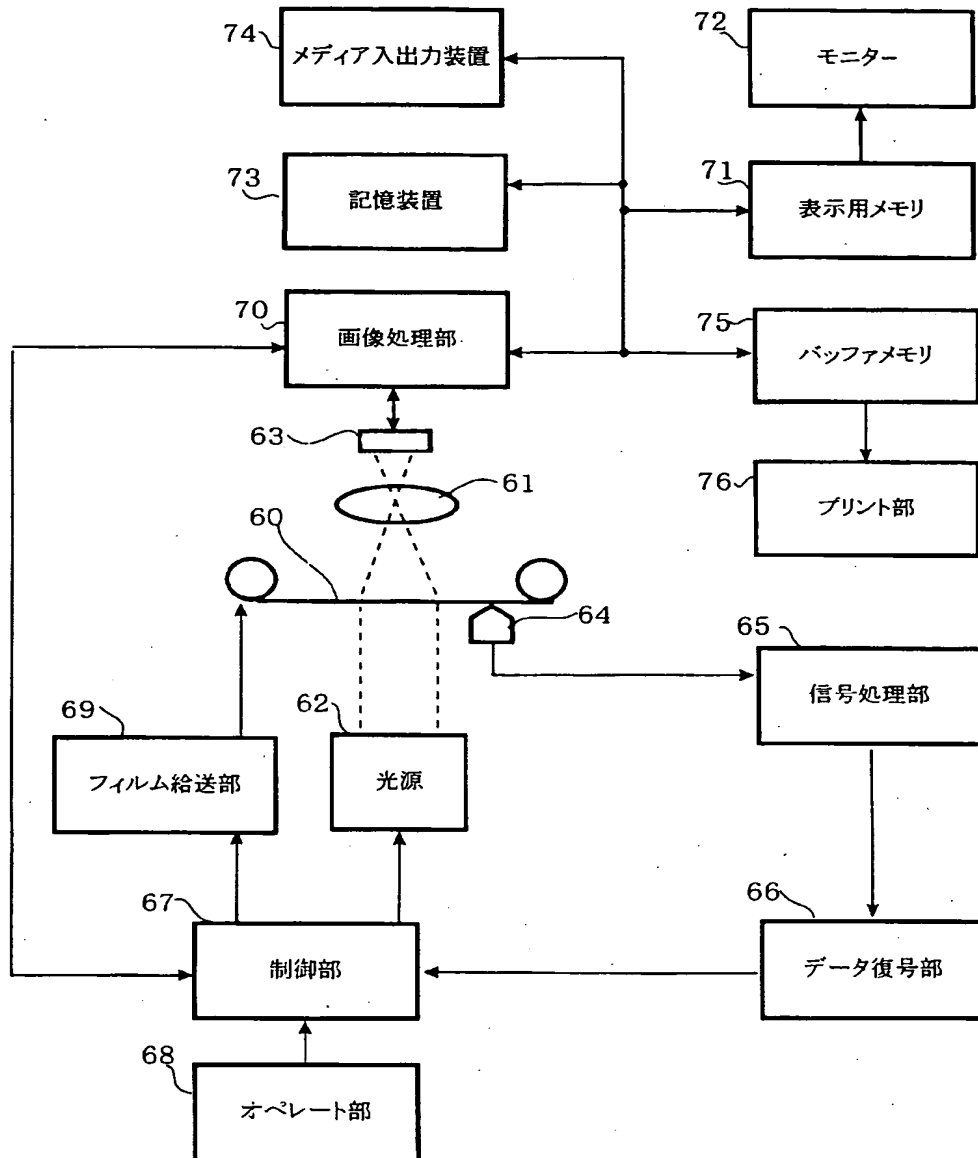 74
メディア入出力装置
72
モニター
73
記憶装置
71
表示用メモリ
70
画像処理部
75
バッファメモリ
63
61
76
プリント部
60
64
65
信号処理部
69
フィルム給送部
62
光源
67
制御部
66
データ復号部
68
オペレート部